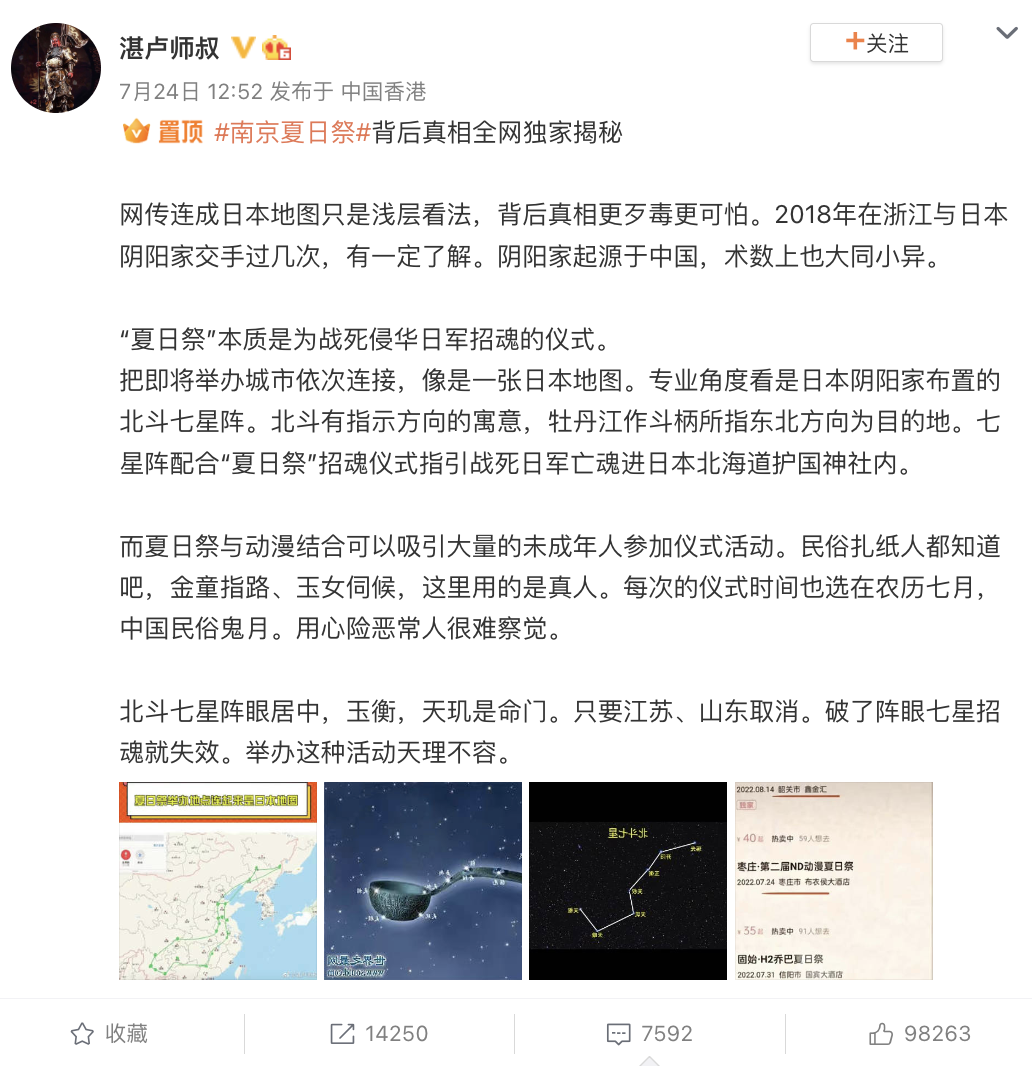 湛卢师叔
6
+关注
7月24日 12:52 发布于 中国香港
置顶 #南京夏日祭#背后真相全网独家揭秘
网传连成日本地图只是浅层看法，背后真相更歹毒更可怕。2018年在浙江与日本
阴阳家交手过几次，有一定了解。阴阳家起源于中国，术数上也大同小异。
“夏日祭”本质是为战死侵华日军招魂的仪式。
把即将举办城市依次连接，像是一张日本地图。专业角度看是日本阴阳家布置的
北斗七星阵。北斗有指示方向的寓意，牡丹江作斗柄所指东北方向为目的地。七
星阵配合“夏日祭”招魂仪式指引战死日军亡魂进日本北海道护国神社内。
而夏日祭与动漫结合可以吸引大量的未成年人参加仪式活动。民俗扎纸人都知道
吧，金童指路、玉女伺候，这里用的是真人。每次的仪式时间也选在农历七月，
中国民俗鬼月。用心险恶常人很难察觉。
北斗七星阵眼居中，玉衡，天玑是命门。只要江苏、山东取消。破了阵眼七星招
魂就失效。举办这种活动天理不容。
夏日祭举办地点连起来是日本地图
北斗七星
2022.08.14 韶关市 鑫金汇
独家
¥40起 热卖中 59人想去
枣庄·第二届ND动漫夏日祭
2022.07.24 枣庄市 布衣侯大酒店
¥35起 热卖中 91人想去
固始·H2乔巴夏日祭
2022.07.31 信阳市 国宾大酒店
收藏
14250
7592
98263